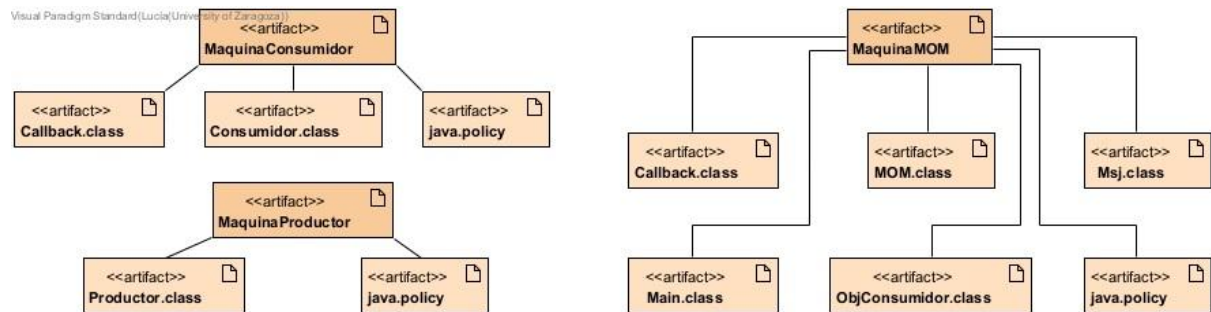 Visual Paradigm Standard(Lucía(University of Zaragoza))
<<artifact>>
MaquinaConsumidor
<<artifact>>
Callback.class
<<artifact>>
Consumidor.class
<<artifact>>
java.policy
<<artifact>>
MaquinaProductor
<<artifact>>
Productor.class
<<artifact>>
java.policy
<<artifact>>
MaquinaMOM
<<artifact>>
Callback.class
<<artifact>>
MOM.class
<<artifact>>
Msj.class
<<artifact>>
Main.class
<<artifact>>
ObjConsumidor.class
<<artifact>>
java.policy